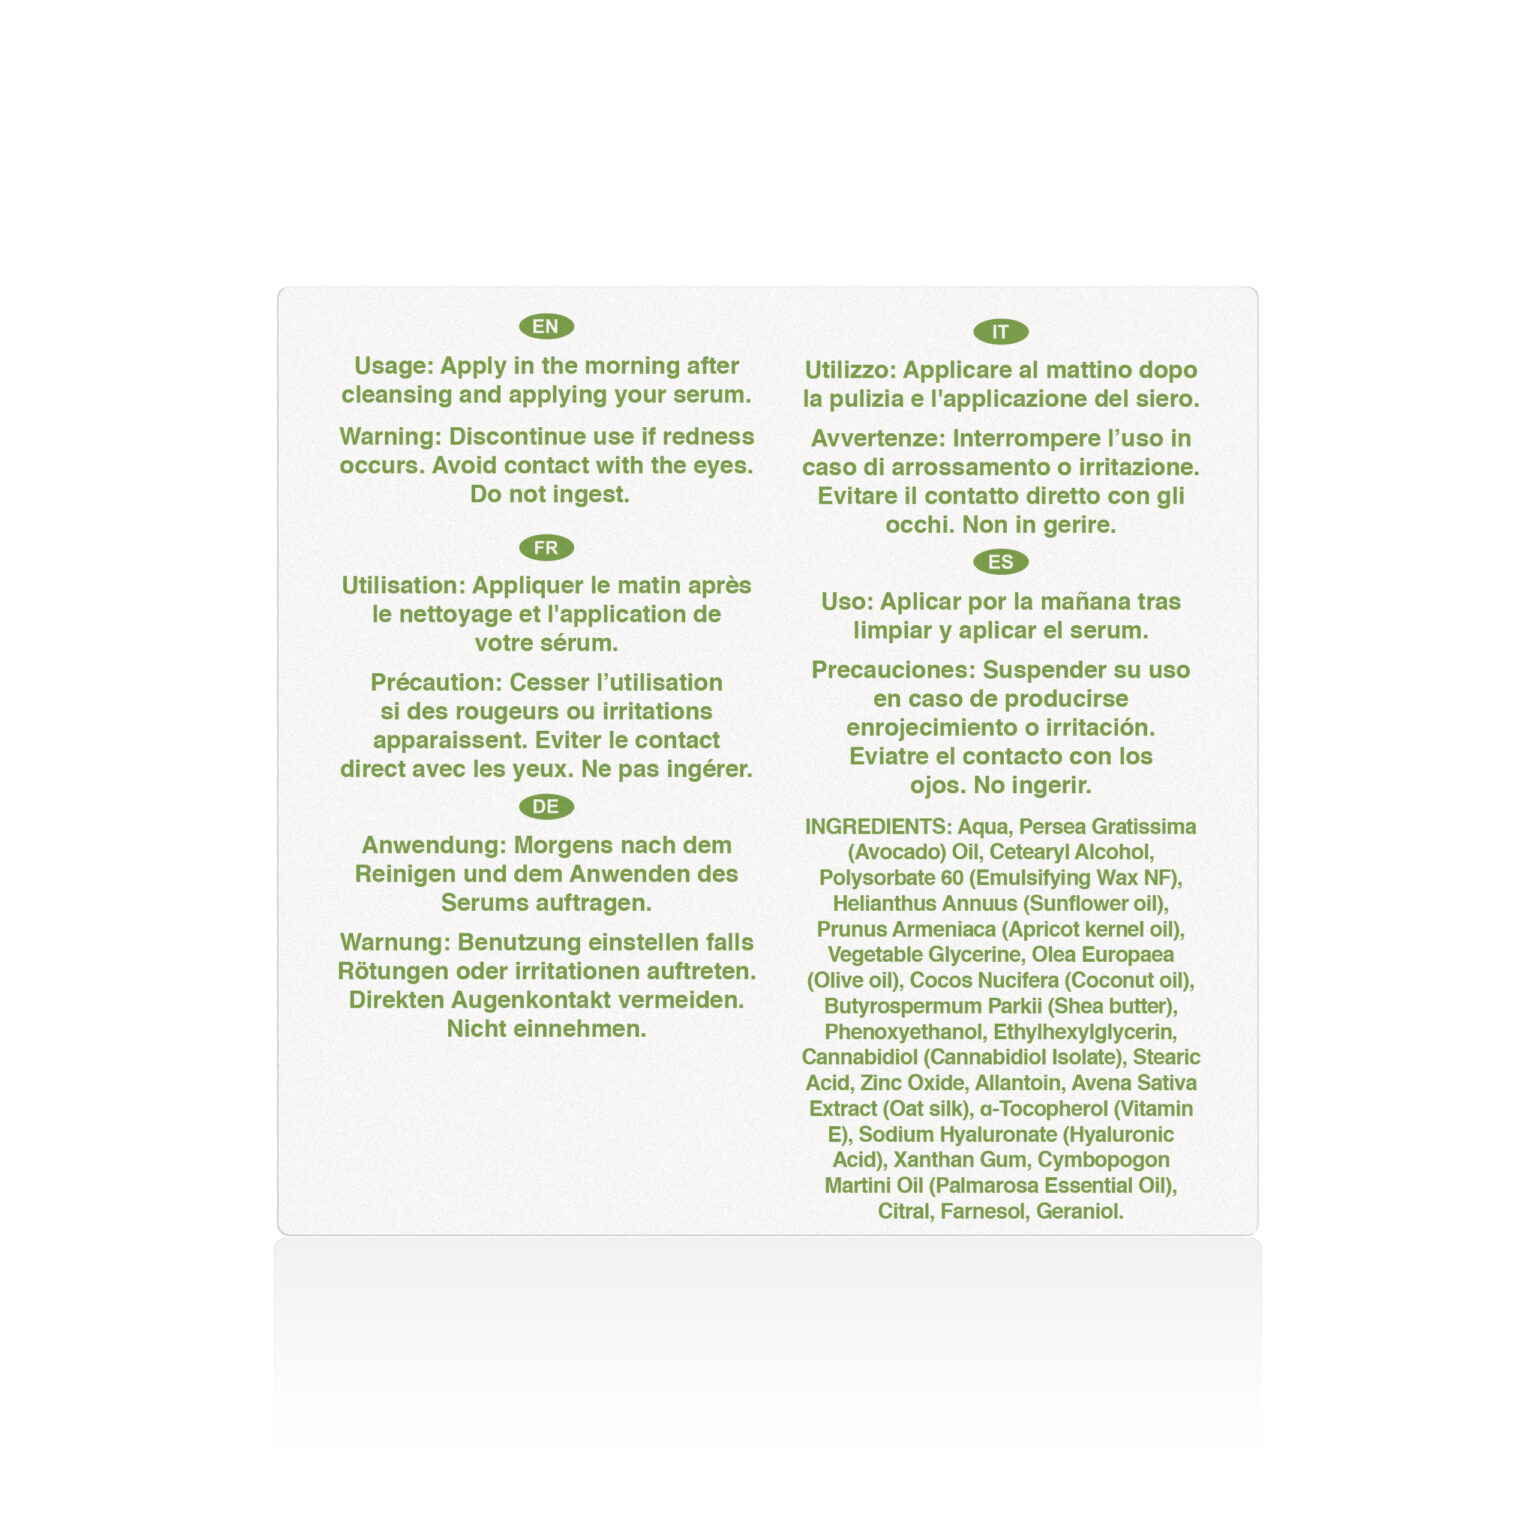 EN
Usage: Apply in the morning after
cleansing and applying your serum.
Warning: Discontinue use if redness
occurs. Avoid contact with the eyes.
Do not ingest.
FR
Utilisation: Appliquer le matin après
le nettoyage et l'application de
votre sérum.
Précaution: Cesser l’utilisation
si des rougeurs ou irritations
apparaissent. Eviter le contact
direct avec les yeux. Ne pas ingérer.
DE
Anwendung: Morgens nach dem
Reinigen und dem Anwenden des
Serums auftragen.
Warnung: Benutzung einstellen falls
Rötungen oder irritationen auftreten.
Direkten Augenkontakt vermeiden.
Nicht einnehmen.
IT
Utilizzo: Applicare al mattino dopo
la pulizia e l'applicazione del siero.
Avvertenze: Interrompere l’uso in
caso di arrossamento o irritazione.
Evitare il contatto diretto con gli
occhi. Non in gerire.
ES
Uso: Aplicar por la mañana tras
limpiar y aplicar el serum.
Precauciones: Suspender su uso
en caso de producirse
enrojecimiento o irritación.
Eviatre el contacto con los
ojos. No ingerir.
INGREDIENTS: Aqua, Persea Gratissima
(Avocado) Oil, Cetearyl Alcohol,
Polysorbate 60 (Emulsifying Wax NF),
Helianthus Annuus (Sunflower oil),
Prunus Armeniaca (Apricot kernel oil),
Vegetable Glycerine, Olea Europaea
(Olive oil), Cocos Nucifera (Coconut oil),
Butyrospermum Parkii (Shea butter),
Phenoxyethanol, Ethylhexylglycerin,
Cannabidiol (Cannabidiol Isolate), Stearic
Acid, Zinc Oxide, Allantoin, Avena Sativa
Extract (Oat silk), α-Tocopherol (Vitamin
E), Sodium Hyaluronate (Hyaluronic
Acid), Xanthan Gum, Cymbopogon
Martini Oil (Palmarosa Essential Oil),
Citral, Farnesol, Geraniol.